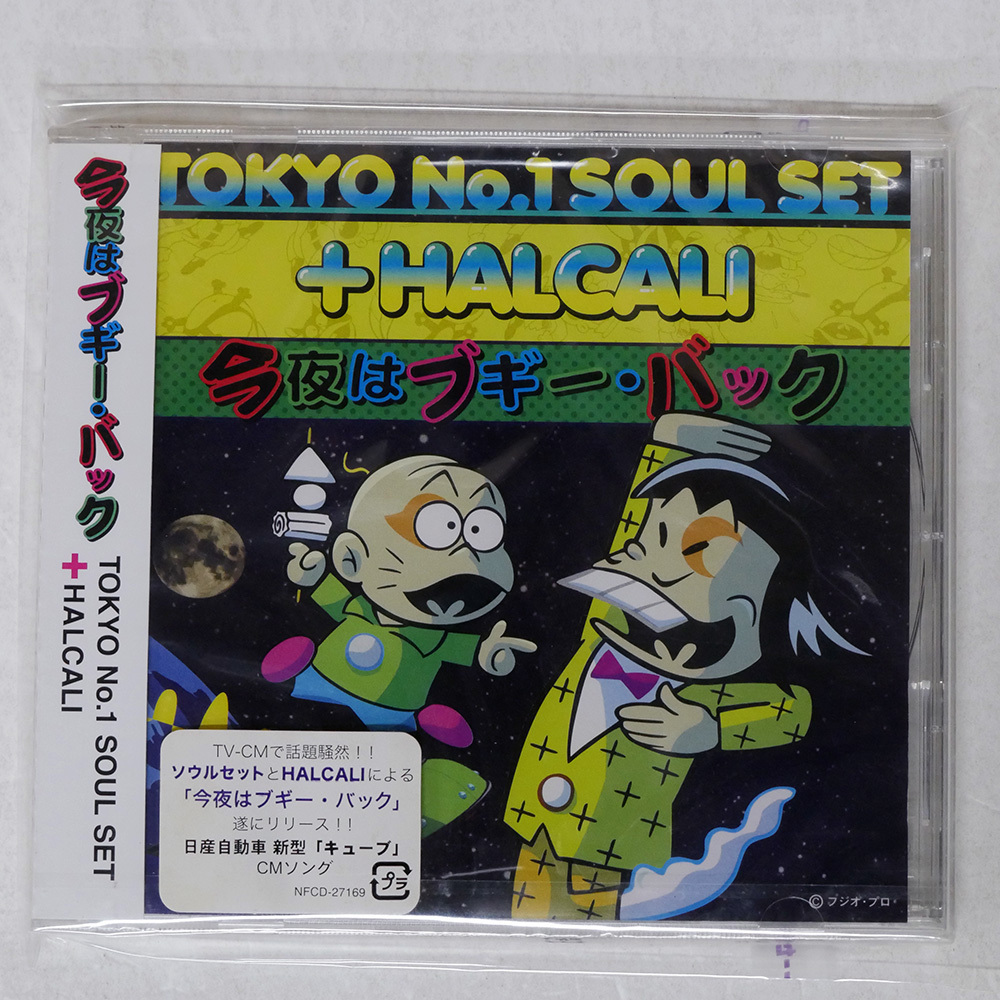 今夜はブギー・バック
TOKYO No.1 SOUL SET
+HALCALI
TOKYO No.1 SOUL SET
+HALCALI
今夜はブギー・バック
TV-CMで話題騒然!!
ソウルセットとHALCALIによる
「今夜はブギー・バック」
遂にリリース!!
日産自動車 新型「キューブ」
CMソング
NFCD-27169
プラ
©フジオ・プロ